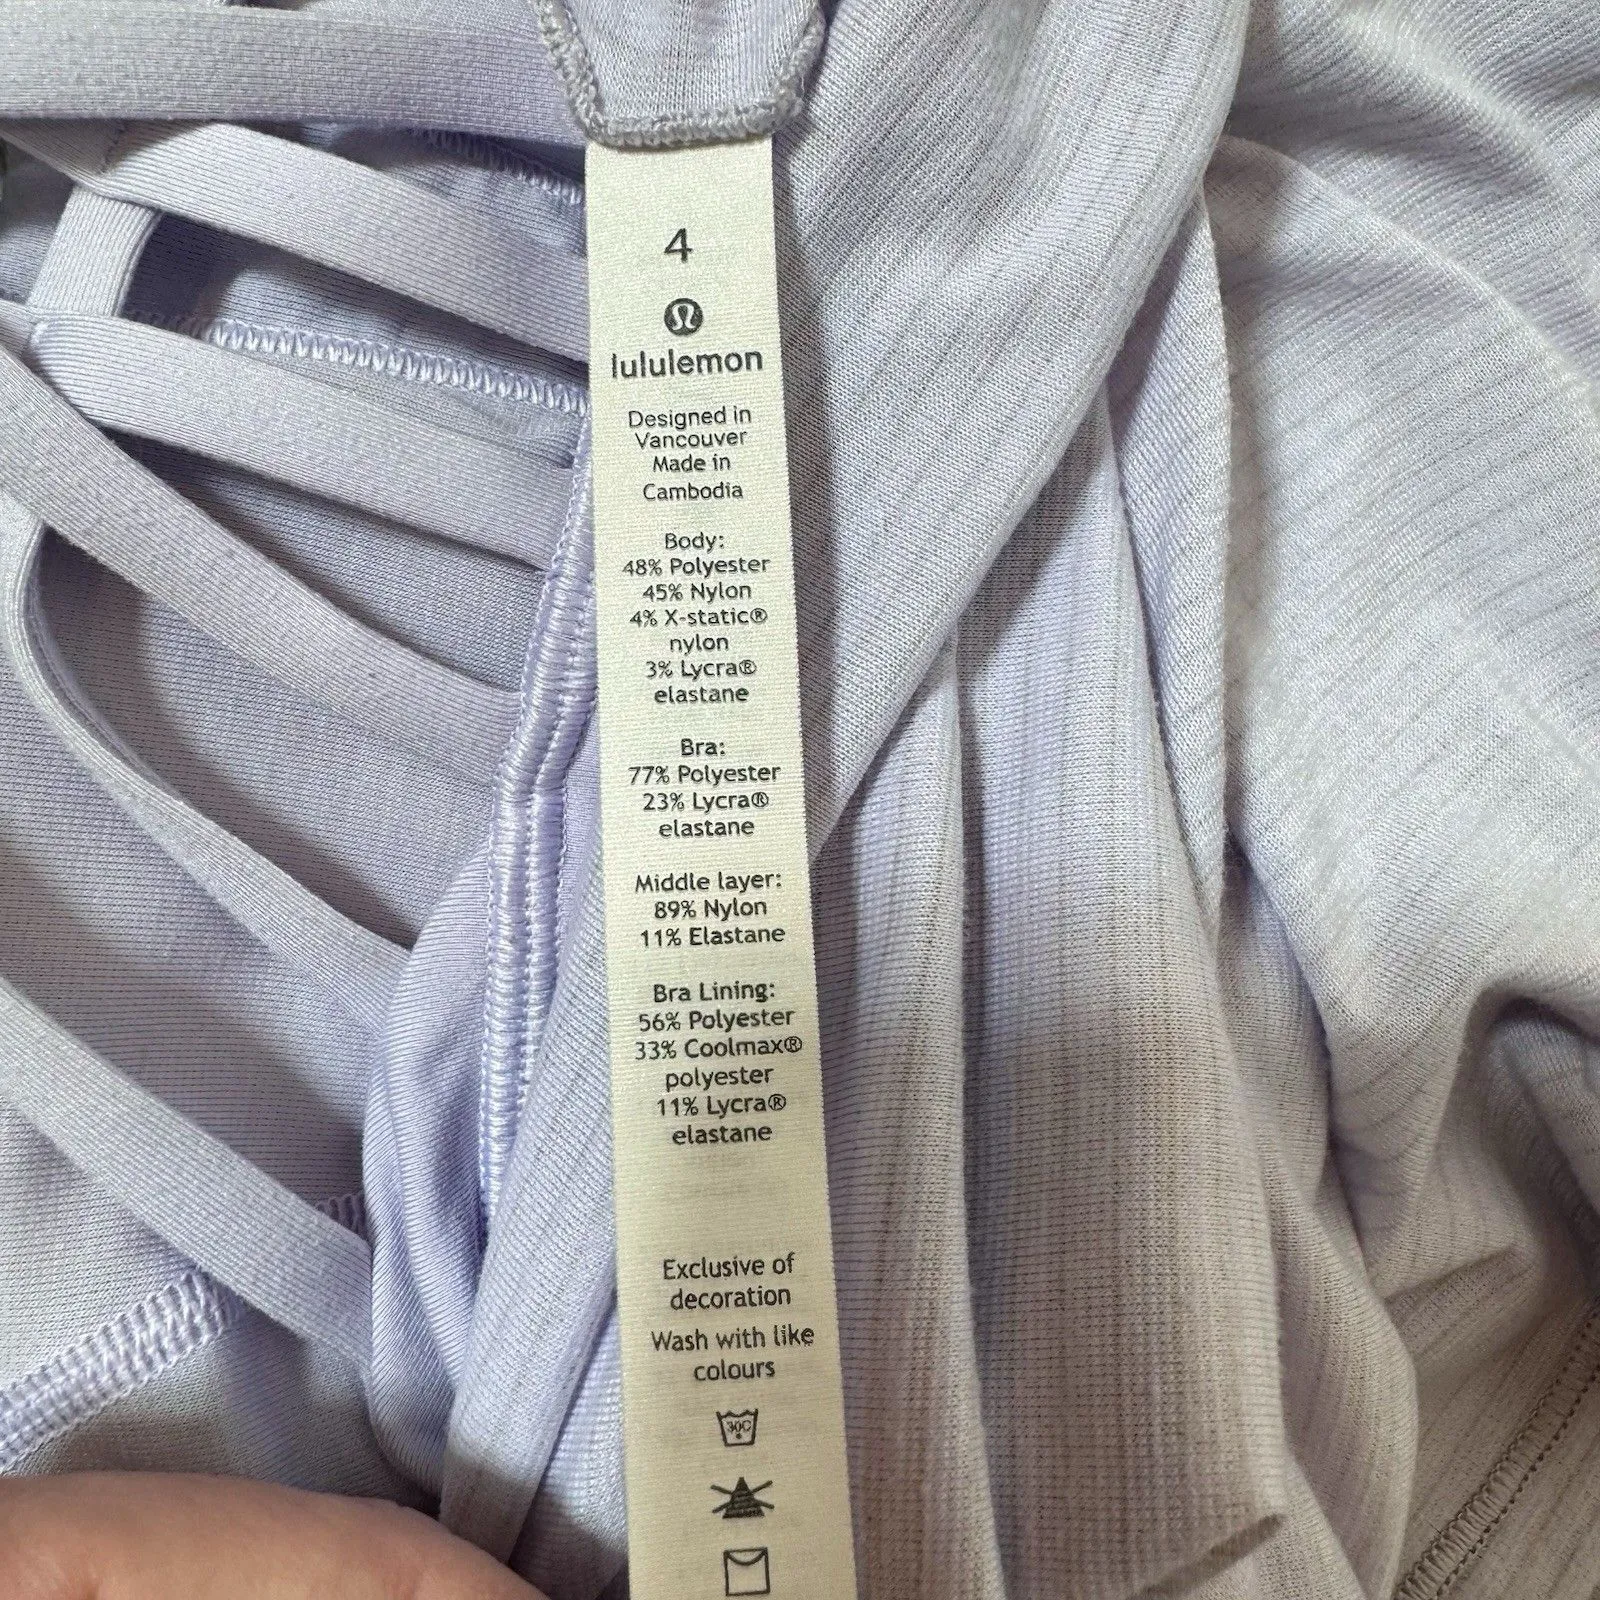 4
lululemon
Designed in
Vancouver
Made in
Cambodia
Body:
48% Polyester
45% Nylon
4% X-static®
nylon
3% Lycra®
elastane
Bra:
77% Polyester
23% Lycra®
elastane
Middle layer:
89% Nylon
11% Elastane
Bra Lining:
56% Polyester
33% Coolmax®
polyester
11% Lycra®
elastane
Exclusive of
decoration
Wash with like
colours
30C